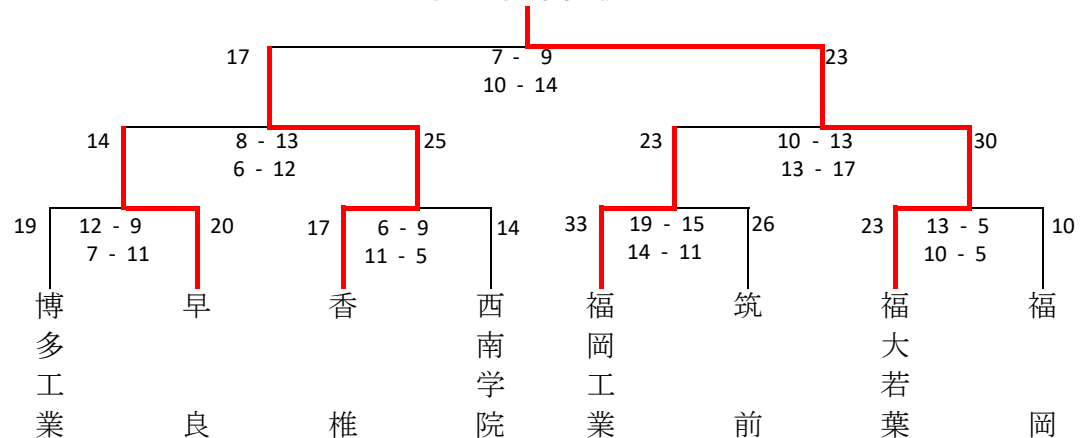 17 7 - 9 23
10 - 14
14 8 - 13 25 23 10 - 13 30
6 - 12 13 - 17
19 12 - 9 20 17 6 - 9 14 33 19 - 15 26 23 13 - 5 10
7 - 11 11 - 5 14 - 11 10 - 5
博多工業
早良
香椎
西南学院
福岡工業
筑前
福大若葉
福岡